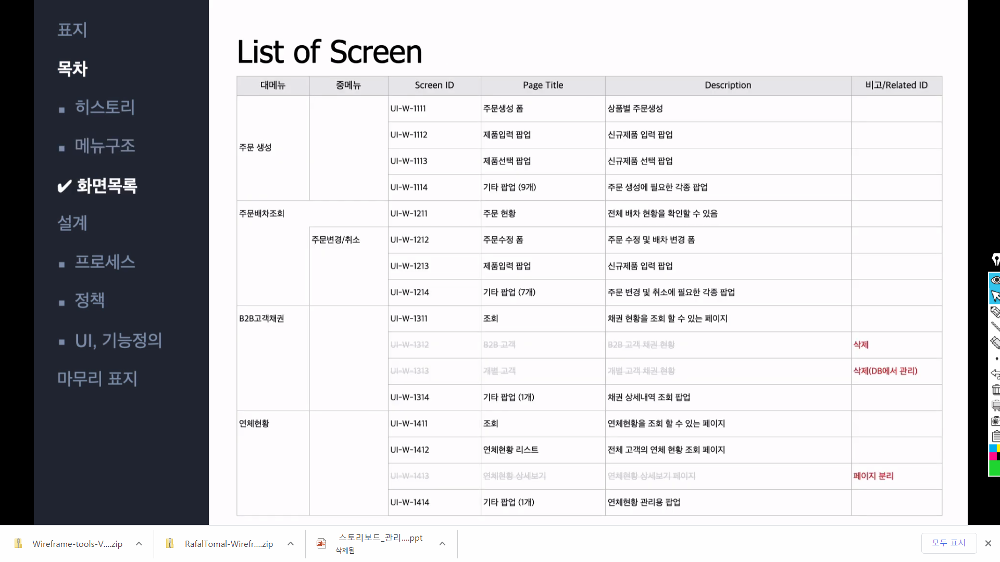 표지
목차
▪ 히스토리
▪ 메뉴구조
✔ 화면목록
설계
▪ 프로세스
▪ 정책
▪ UI, 기능정의
마무리 표지
List of Screen
대메뉴 중메뉴 Screen ID Page Title Description 비고/Related ID
주문 생성
UI-W-1111 주문생성 폼 상품별 주문생성
UI-W-1112 제품입력 팝업 신규제품 입력 팝업
UI-W-1113 제품선택 팝업 신규제품 선택 팝업
UI-W-1114 기타 팝업 (9개) 주문 생성에 필요한 각종 팝업
주문배차조회 UI-W-1211 주문 현황 전체 배차 현황을 확인할 수 있음
주문변경/취소 UI-W-1212 주문수정 폼 주문 수정 및 배차 변경 폼
UI-W-1213 제품입력 팝업 신규제품 입력 팝업
UI-W-1214 기타 팝업 (7개) 주문 변경 및 취소에 필요한 각종 팝업
B2B고객채권 UI-W-1311 조회 채권 현황을 조회 할 수 있는 페이지
UI-W-1312 B2B 고객 B2B 고객 채권 현황 삭제
UI-W-1313 개별 고객 개별 고객 채권 현황 삭제(DB에서 관리)
UI-W-1314 기타 팝업 (1개) 채권 상세내역 조회 팝업
연체현황 UI-W-1411 조회 연체현황을 조회 할 수 있는 페이지
UI-W-1412 연체현황 리스트 전체 고객의 연체 현황 조회 페이지
UI-W-1413 연체현황 상세보기 연체현황 상세보기 페이지 페이지 분리
UI-W-1414 기타 팝업 (1개) 연체현황 관리용 팝업
Wireframe-tools-V....zip
RafalTomal-Wirefr....zip
스토리보드_관리....ppt
삭제됨
모두 표시